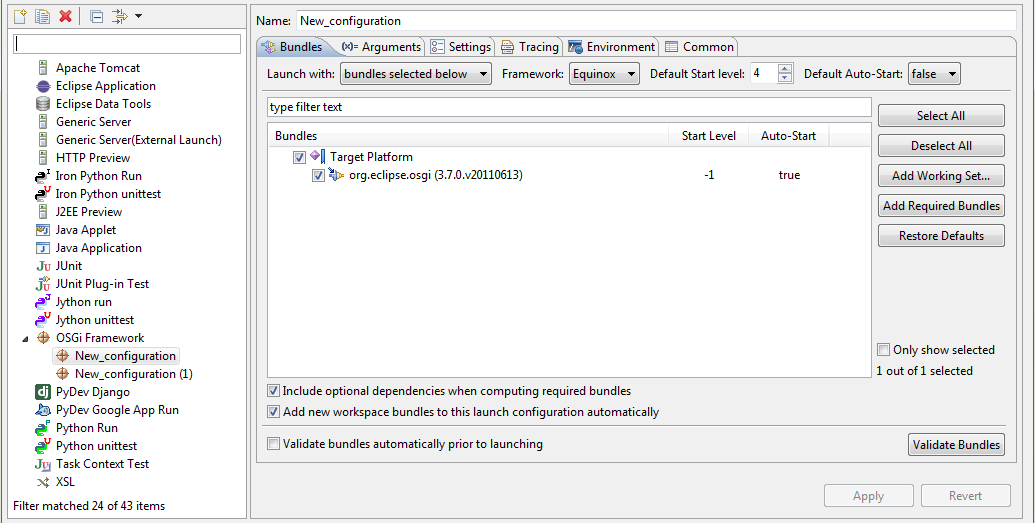 Name: New_configuration
Bundles (x)= Arguments Settings Tracing Environment Common
Launch with: bundles selected below Framework: Equinox Default Start level: 4 Default Auto-Start: false
type filter text
Bundles Start Level Auto-Start
Target Platform
org.eclipse.osgi (3.7.0.v20110613) -1 true
Select All
Deselect All
Add Working Set...
Add Required Bundles
Restore Defaults
Only show selected
1 out of 1 selected
Include optional dependencies when computing required bundles
Add new workspace bundles to this launch configuration automatically
Validate bundles automatically prior to launching Validate Bundles
Apply Revert
Apache Tomcat
Eclipse Application
Eclipse Data Tools
Generic Server
Generic Server(External Launch)
HTTP Preview
Iron Python Run
Iron Python unittest
J2EE Preview
Java Applet
Java Application
JUnit
JUnit Plug-in Test
Jython run
Jython unittest
OSGi Framework
New_configuration
New_configuration (1)
PyDev Django
PyDev Google App Run
Python Run
Python unittest
Task Context Test
XSL
Filter matched 24 of 43 items